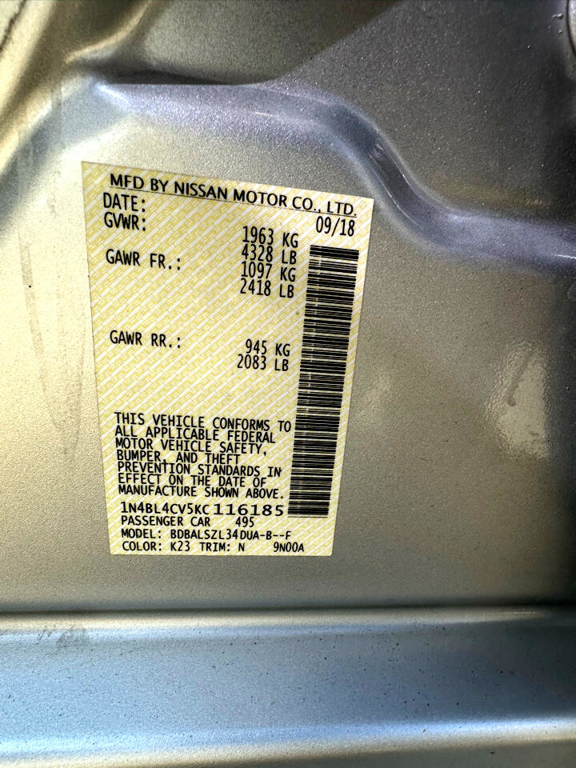 MFD BY NISSAN MOTOR CO., LTD.
DATE: 09/18
GVWR: 1963 KG
4328 LB
GAWR FR.: 1097 KG
2418 LB
GAWR RR.: 945 KG
2083 LB
THIS VEHICLE CONFORMS TO
ALL APPLICABLE FEDERAL
MOTOR VEHICLE SAFETY,
BUMPER, AND THEFT
PREVENTION STANDARDS IN
EFFECT ON THE DATE OF
MANUFACTURE SHOWN ABOVE.
1N4BL4CV5KC116185
PASSENGER CAR 495
MODEL: BDBALSZL34DUA-B--F
COLOR: K23 TRIM: N 9N00A